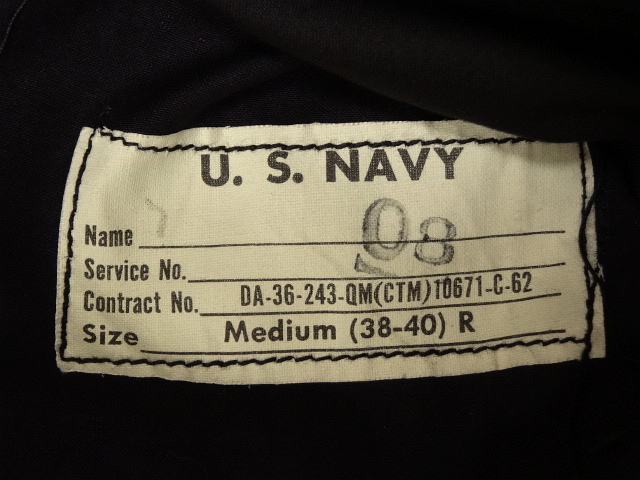 U. S. NAVY
Name
08
Service No.
Contract No. DA-36-243-QM(CTM)10671-C-62
Size Medium (38-40) R